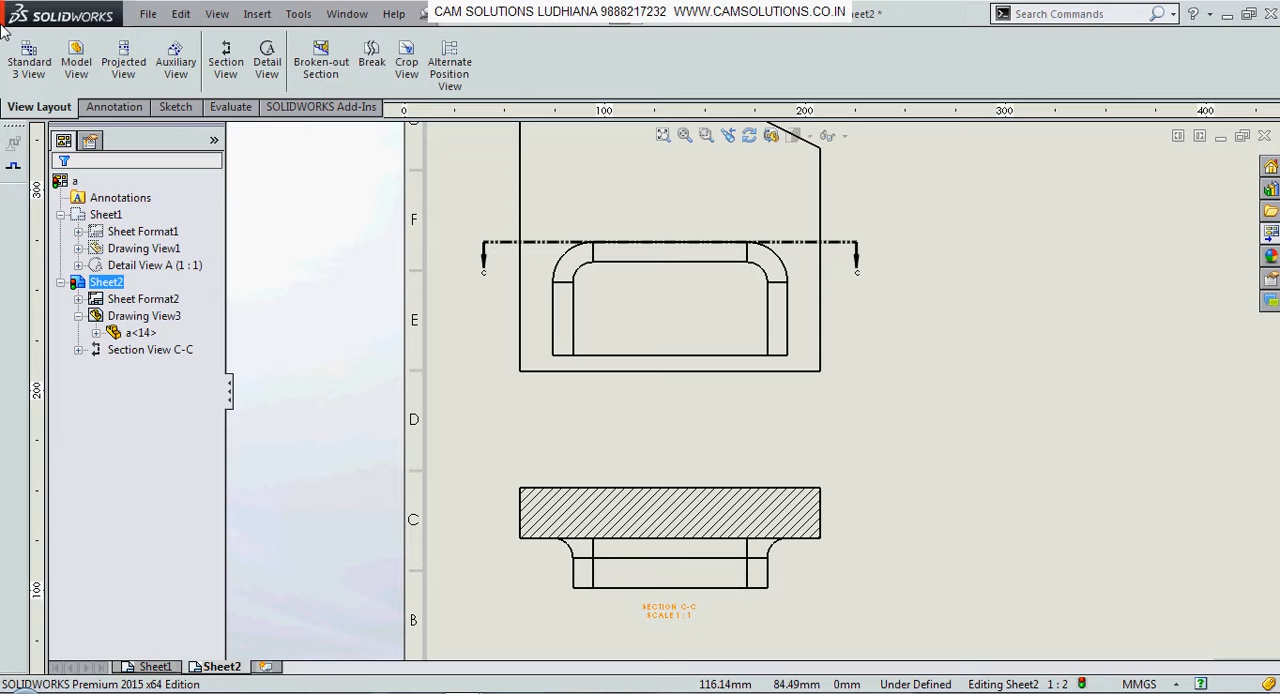 SOLIDWORKS File Edit View Insert Tools Window Help CAM SOLUTIONS LUDHIANA 9888217232 WWW.CAMSOLUTIONS.CO.IN heet2 * Search Commands ?
Standard 3 View
Model View
Projected View
Auxiliary View
Section View
Detail View
Broken-out Section
Break
Crop View
Alternate Position View
View Layout Annotation Sketch Evaluate SOLIDWORKS Add-Ins
0 100 200 300 400
a
Annotations
Sheet1
Sheet Format1
Drawing View1
Detail View A (1 : 1)
Sheet2
Sheet Format2
Drawing View3
a<14>
Section View C-C
300
200
100
F
E
D
C
B
C C
SECTION C-C
SCALE 1 : 1
Sheet1 Sheet2
SOLIDWORKS Premium 2015 x64 Edition 116.14mm 84.49mm 0mm Under Defined Editing Sheet2 1 : 2 MMGS ?